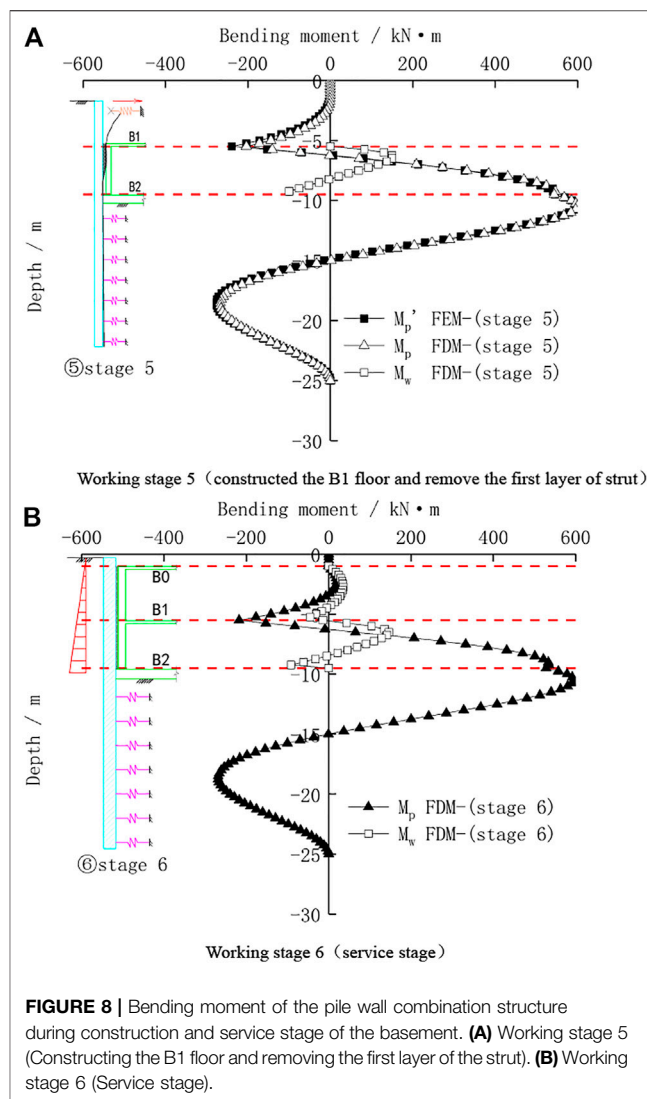 A
Bending moment / kN·m
-600 -400 -200 0 200 400 600
0
-5
-10
-15
-20
-25
-30
Depth / m
B1
B2
⑤stage 5
Mp' FEM-(stage 5)
Mp FDM-(stage 5)
Mw FDM-(stage 5)
Working stage 5（constructed the B1 floor and remove the first layer of strut）
B
Bending moment / kN·m
-600 -400 -200 0 200 400 600
0
-5
-10
-15
-20
-25
-30
Depth / m
B0
B1
B2
⑥stage 6
Mp FDM-(stage 6)
Mw FDM-(stage 6)
Working stage 6（service stage）
FIGURE 8 | Bending moment of the pile wall combination structure
during construction and service stage of the basement. (A) Working stage 5
(Constructing the B1 floor and removing the first layer of the strut). (B) Working
stage 6 (Service stage).